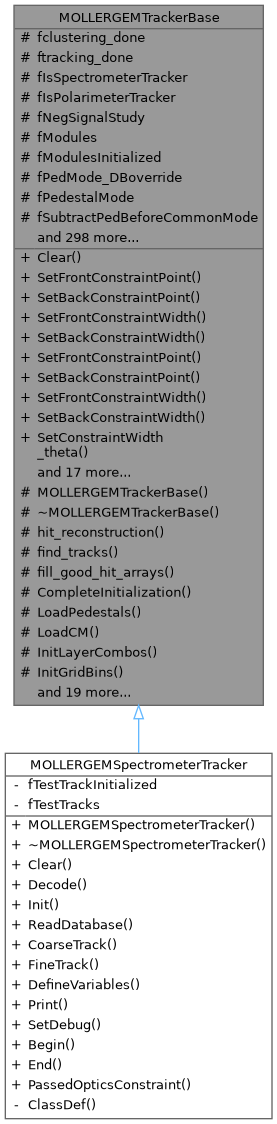 MOLLERGEMTrackerBase
# fclustering_done
# ftracking_done
# fIsSpectrometerTracker
# fIsPolarimeterTracker
# fNegSignalStudy
# fModules
# fModulesInitialized
# fPedMode_DBoverride
# fPedestalMode
# fSubtractPedBeforeCommonMode
and 298 more...
+ Clear()
+ SetFrontConstraintPoint()
+ SetBackConstraintPoint()
+ SetFrontConstraintWidth()
+ SetBackConstraintWidth()
+ SetFrontConstraintPoint()
+ SetBackConstraintPoint()
+ SetFrontConstraintWidth()
+ SetBackConstraintWidth()
+ SetConstraintWidth
_theta()
and 17 more...
# MOLLERGEMTrackerBase()
# ~MOLLERGEMTrackerBase()
# hit_reconstruction()
# find_tracks()
# fill_good_hit_arrays()
# CompleteInitialization()
# LoadPedestals()
# LoadCM()
# InitLayerCombos()
# InitGridBins()
and 19 more...
MOLLERGEMSpectrometerTracker
- fTestTrackInitialized
- fTestTracks
+ MOLLERGEMSpectrometerTracker()
+ ~MOLLERGEMSpectrometerTracker()
+ Clear()
+ Decode()
+ Init()
+ ReadDatabase()
+ CoarseTrack()
+ FineTrack()
+ DefineVariables()
+ Print()
+ SetDebug()
+ Begin()
+ End()
+ PassedOpticsConstraint()
- ClassDef()